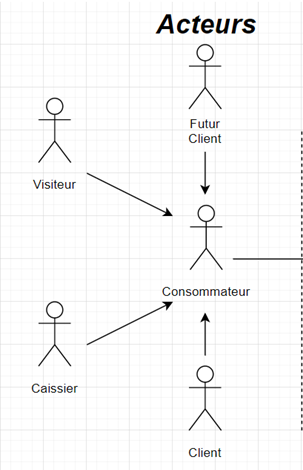 Acteurs
Futur
Client
Visiteur
Consommateur
Caissier
Client